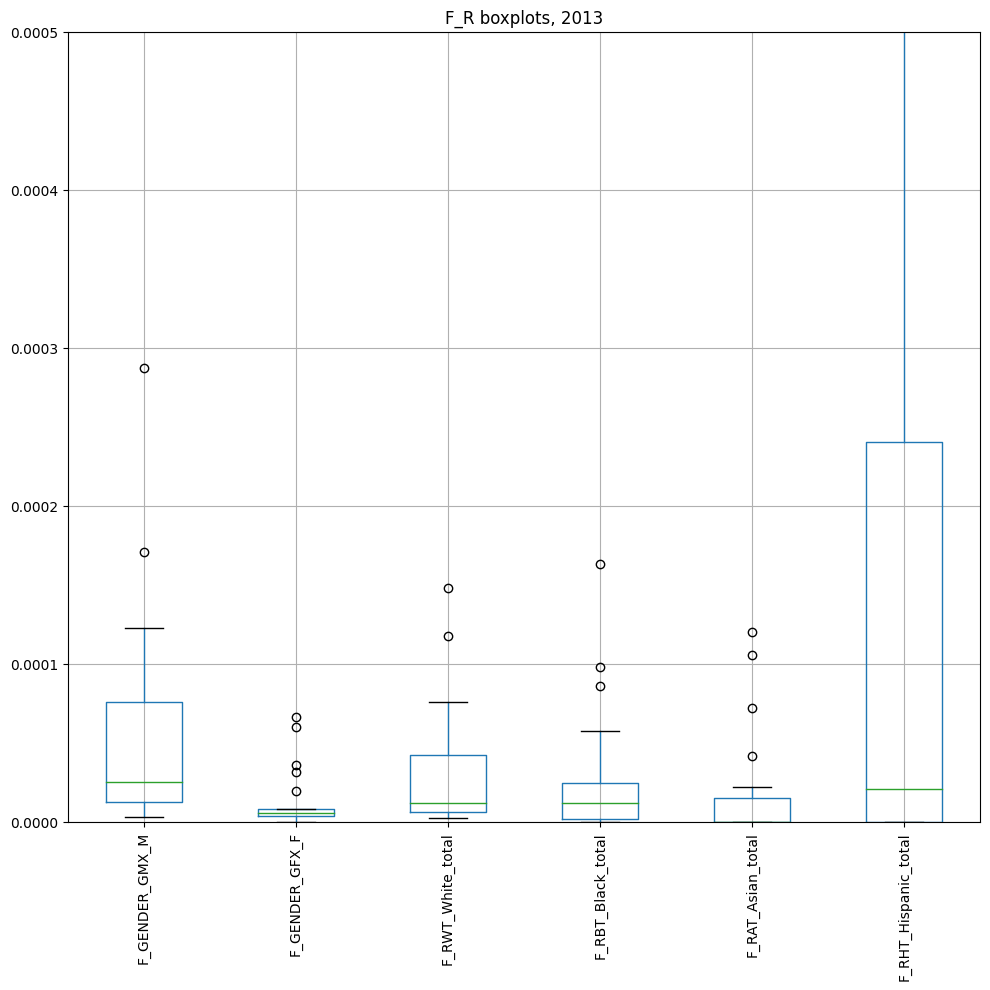 F_R boxplots, 2013
0.0005
0.0004
0.0003
0.0002
0.0001
0.0000
F_GENDER_GMX_M
F_GENDER_GFX_F
F_RWT_White_total
F_RBT_Black_total
F_RAT_Asian_total
F_RHT_Hispanic_total